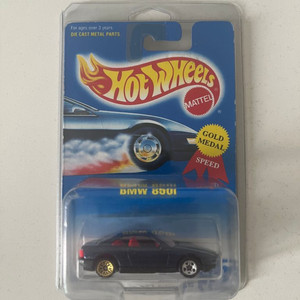 For ages over 3 years
DIE CAST METAL PARTS
HOT WHEELS
MATTEL
GOLD
MEDAL
SPEED
BMW 850i